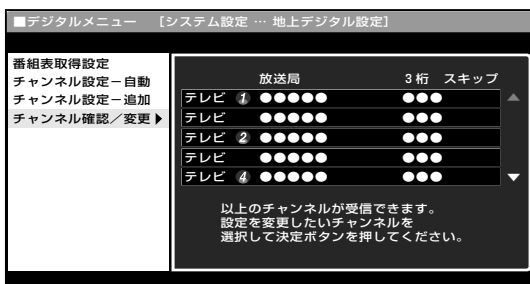 ■デジタルメニュー [システム設定 … 地上デジタル設定]
番組表取得設定
チャンネル設定－自動
チャンネル設定－追加
チャンネル確認／変更▶
放送局 3桁 スキップ
テレビ 1 ●●●●● ●●●
テレビ ●●●●● ●●●
テレビ 2 ●●●●● ●●●
テレビ ●●●●● ●●●
テレビ 4 ●●●●● ●●●
以上のチャンネルが受信できます。
設定を変更したいチャンネルを
選択して決定ボタンを押してください。